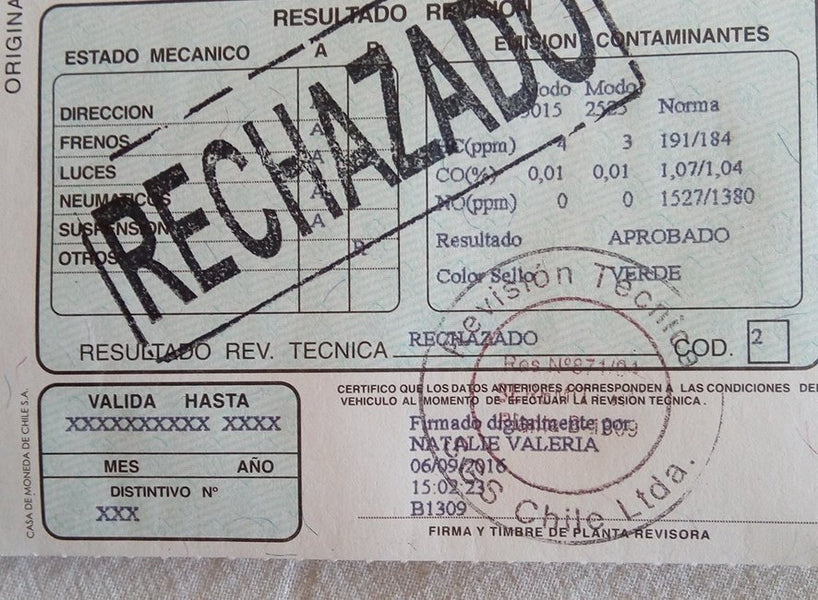 ORIGINA
RESULTADO REVISION
ESTADO MECANICO A R
DIRECCION
FRENOS A
LUCES A
NEUMATICOS A
SUSPENSION A
OTROS R
RECHAZADO
EMISION CONTAMINANTES
Modo Modo
5015 2525 Norma
HC(ppm) 4 3 191/184
CO(%) 0,01 0,01 1,07/1,04
NO(ppm) 0 0 1527/1380
Resultado APROBADO
Color Sello VERDE
RESULTADO REV. TECNICA RECHAZADO COD. 2
VALIDA HASTA
XXXXXXXXXX XXXX
MES AÑO
DISTINTIVO Nº
XXX
CASA DE MONEDA DE CHILE S.A.
CERTIFICO QUE LOS DATOS ANTERIORES CORRESPONDEN A LAS CONDICIONES DE
VEHICULO AL MOMENTO DE EFECTUAR LA REVISION TECNICA.
Firmado digitalmente por
NATALIE VALERIA
06/09/2016
15:02:23
B1309
Revisión Técnica
Chile Ltda.
FIRMA Y TIMBRE DE PLANTA REVISORA